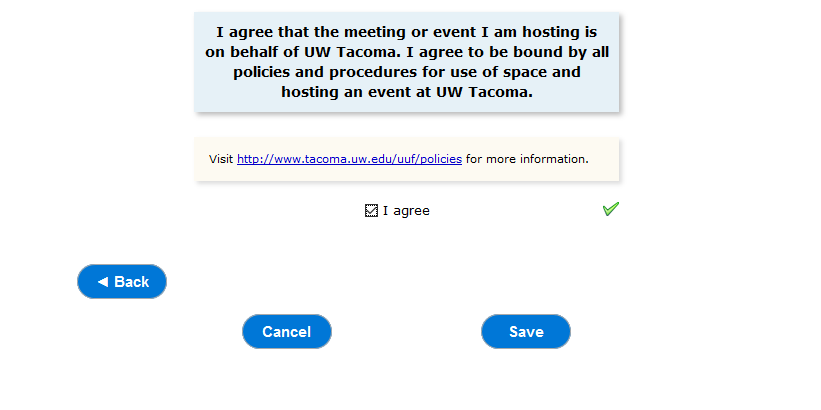 I agree that the meeting or event I am hosting is
on behalf of UW Tacoma. I agree to be bound by all
policies and procedures for use of space and
hosting an event at UW Tacoma.
Visit http://www.tacoma.uw.edu/uuf/policies for more information.
I agree
◄ Back
Cancel
Save